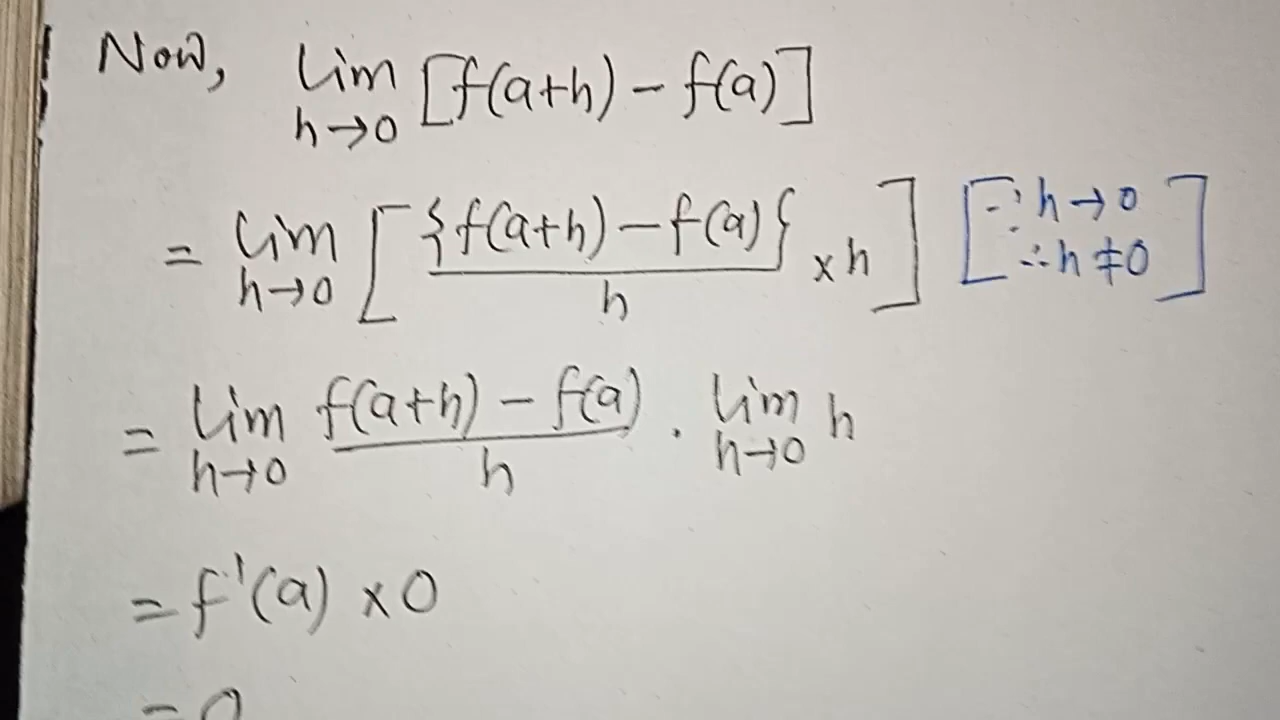 Now, lim h→0 [f(a+h) − f(a)]
= lim h→0 [ {f(a+h) − f(a)} / h × h ] [∵ h→0 ∴ h≠0]
= lim h→0 f(a+h) − f(a) / h . lim h→0 h
= f'(a) × 0
= 0